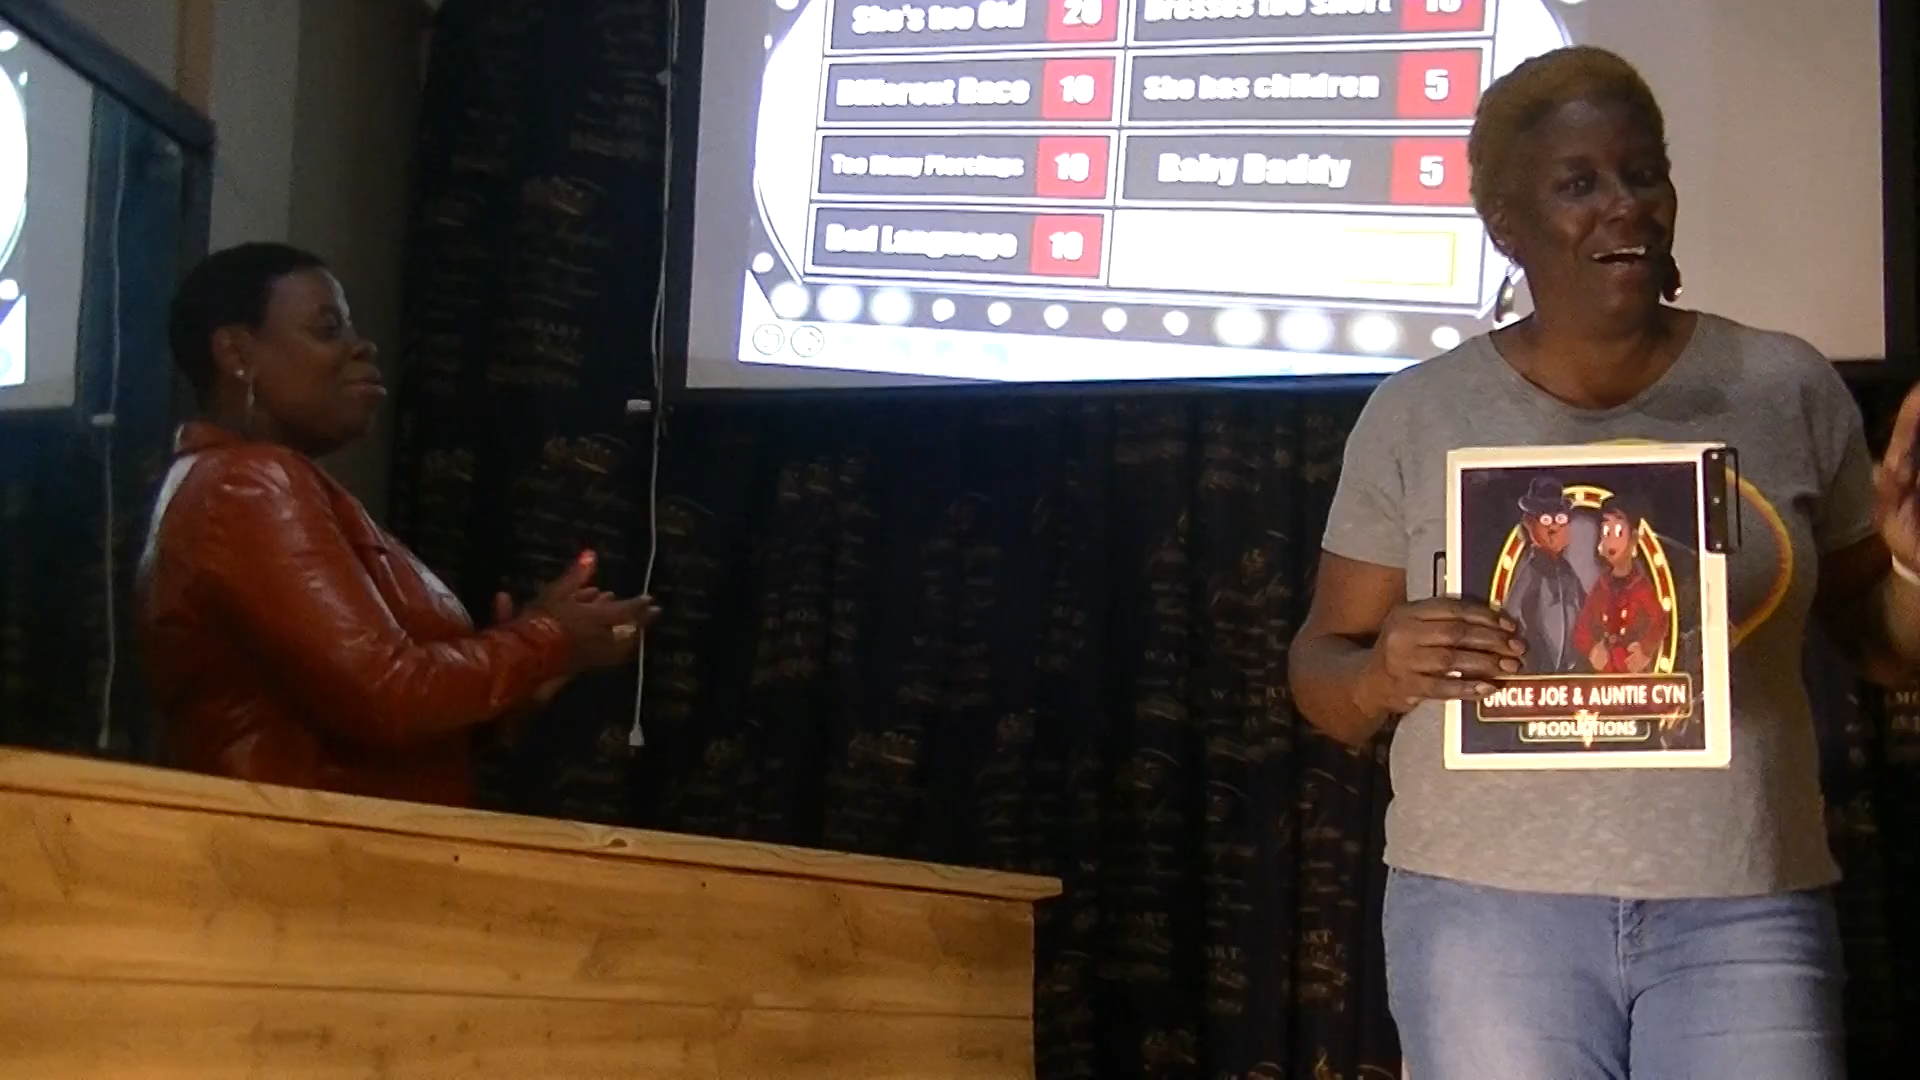 She's too Old 20
Dresses too short 10
Different Race 10
She has children 5
Too Many Piercings 10
Baby Daddy 5
Bad Language 10
UNCLE JOE & AUNTIE CYN
PRODUCTIONS